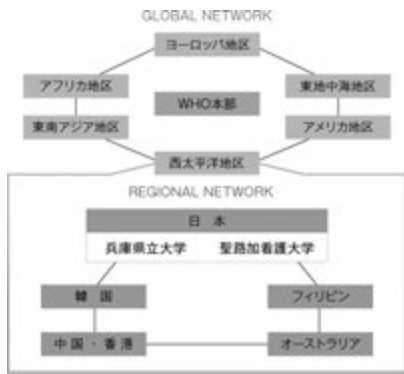 GLOBAL NETWORK
ヨーロッパ地区
アフリカ地区
東地中海地区
WHO本部
東南アジア地区
アメリカ地区
西太平洋地区
REGIONAL NETWORK
日 本
兵庫県立大学 聖路加看護大学
韓 国
フィリピン
中国・香港
オーストラリア